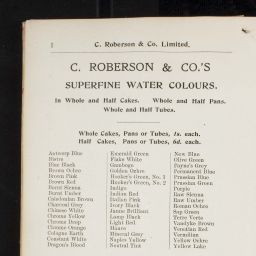 C. Roberson & Co. Limited.
C. ROBERSON & CO.'S
SUPERFINE WATER COLOURS.
In Whole and Half Cakes. Whole and Half Pans.
Whole and Half Tubes.
Whole Cakes, Pans or Tubes, 1s. each.
Half Cakes, Pans or Tubes, 6d. each.
Antwerp Blue
Bistre
Blue Black
Brown Ochre
Brown Pink
Brown Red
Burnt Sienna
Burnt Umber
Caledonian Brown
Charcoal Grey
Chinese White
Chrome Yellow
Chrome Deep
Chrome Orange
Cologne Earth
Constant White
Dragon's Blood
Emerald Green
Flake White
Gamboge
Golden Ochre
Hooker's Green, No. 1
Hooker's Green, No. 2
Indigo
Indian Red
Italian Pink
Ivory Black
Jaune Brilliant
Lamp Black
Light Red
Mauve
Mineral Grey
Naples Yellow
Neutral Tint
New Blue
Olive Green
Payne's Grey
Permanent Blue
Prussian Blue
Prussian Green
Purple
Raw Sienna
Raw Umber
Roman Ochre
Sap Green
Terre Verte
Vandyke Brown
Venetian Red
Vermilion
Yellow Ochre
Yellow Lake